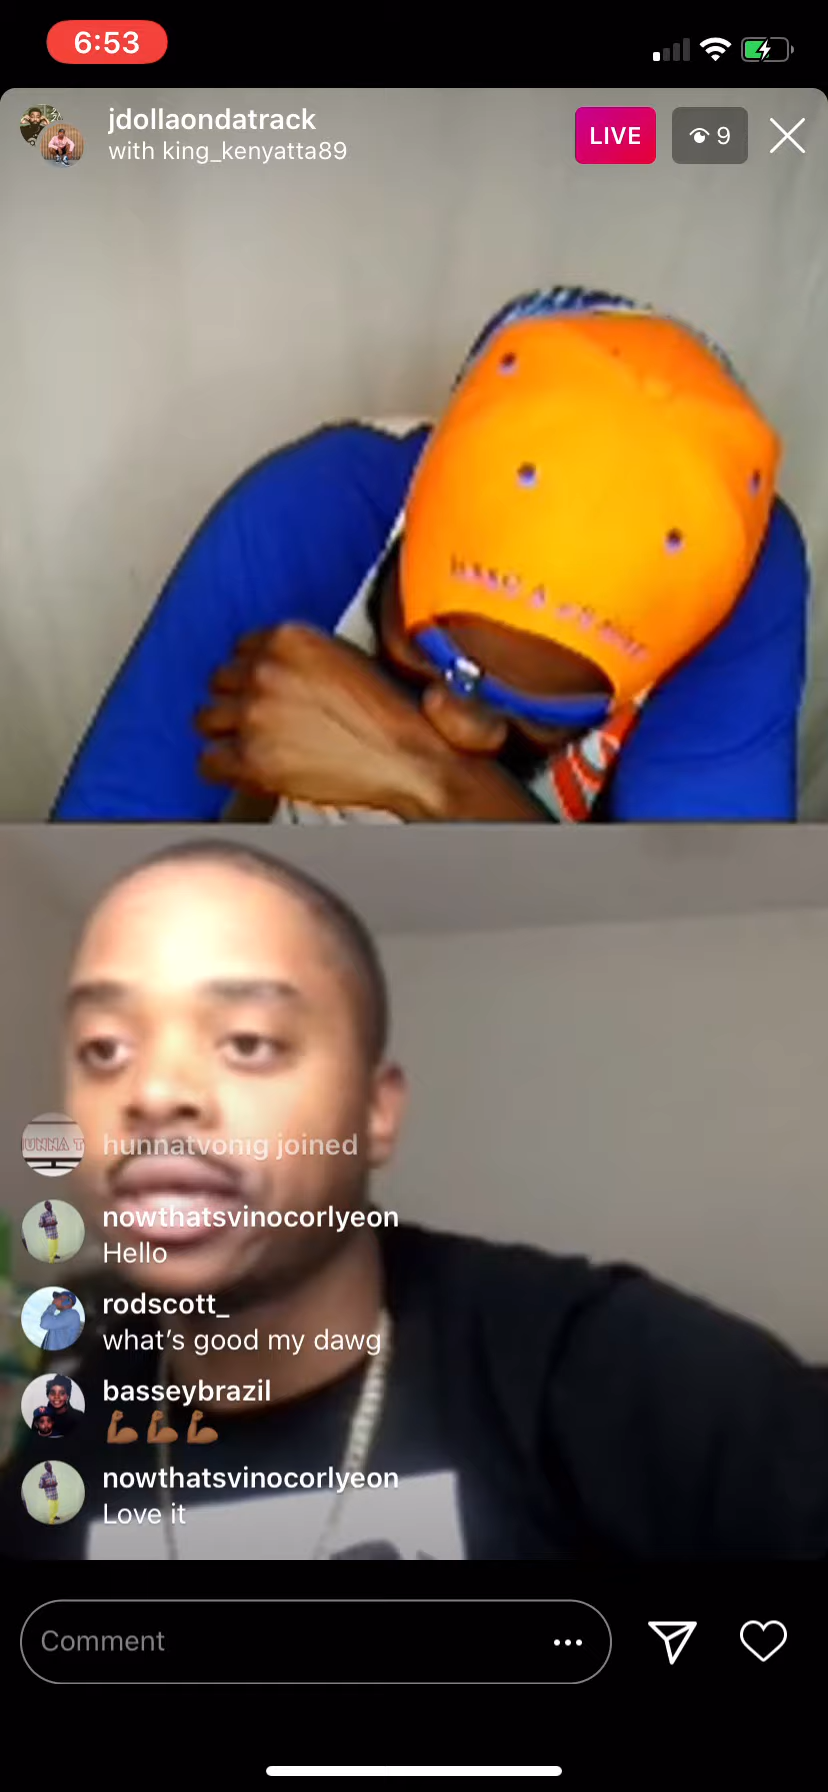 6:53
jdollaondatrack
with king_kenyatta89
LIVE
9
hunnatvonig joined
nowthatsvinocorlyeon
Hello
rodscott_
what's good my dawg
basseybrazil
💪🏾💪🏾💪🏾
nowthatsvinocorlyeon
Love it
Comment